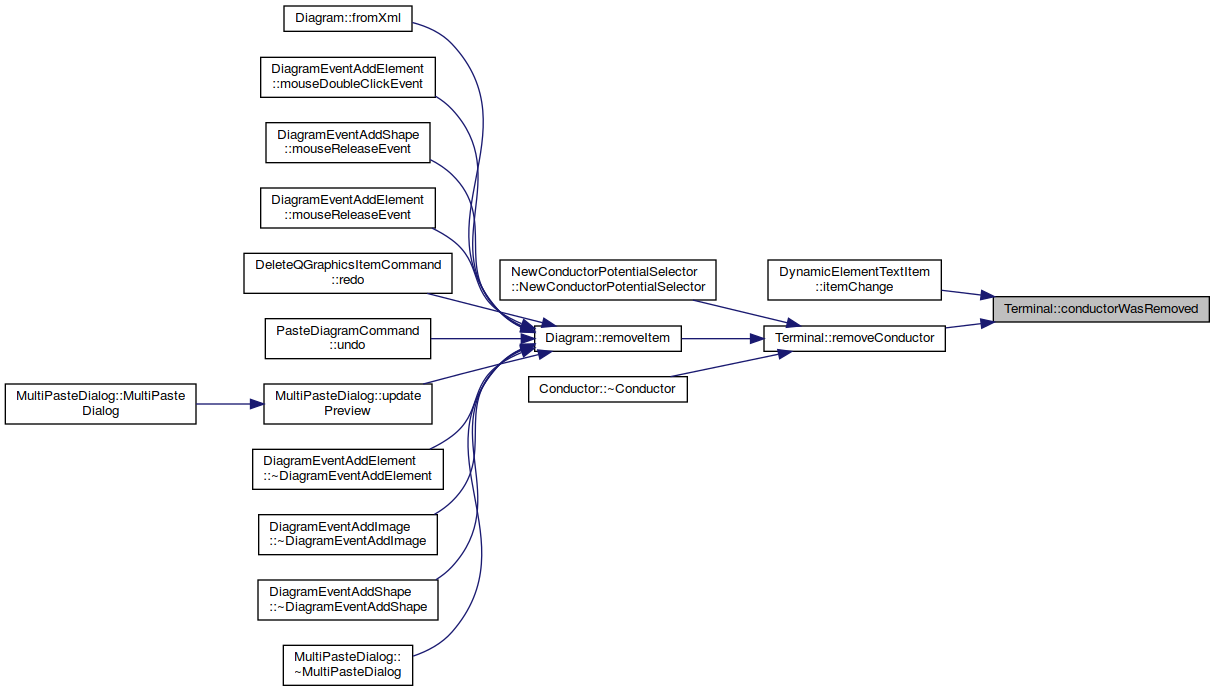 Diagram::fromXml
DiagramEventAddElement
::mouseDoubleClickEvent
DiagramEventAddShape
::mouseReleaseEvent
DiagramEventAddElement
::mouseReleaseEvent
DeleteQGraphicsItemCommand
::redo
PasteDiagramCommand
::undo
MultiPasteDialog::MultiPaste
Dialog
MultiPasteDialog::update
Preview
DiagramEventAddElement
::~DiagramEventAddElement
DiagramEventAddImage
::~DiagramEventAddImage
DiagramEventAddShape
::~DiagramEventAddShape
MultiPasteDialog::
~MultiPasteDialog
NewConductorPotentialSelector
::NewConductorPotentialSelector
Diagram::removeItem
Conductor::~Conductor
DynamicElementTextItem
::itemChange
Terminal::removeConductor
Terminal::conductorWasRemoved